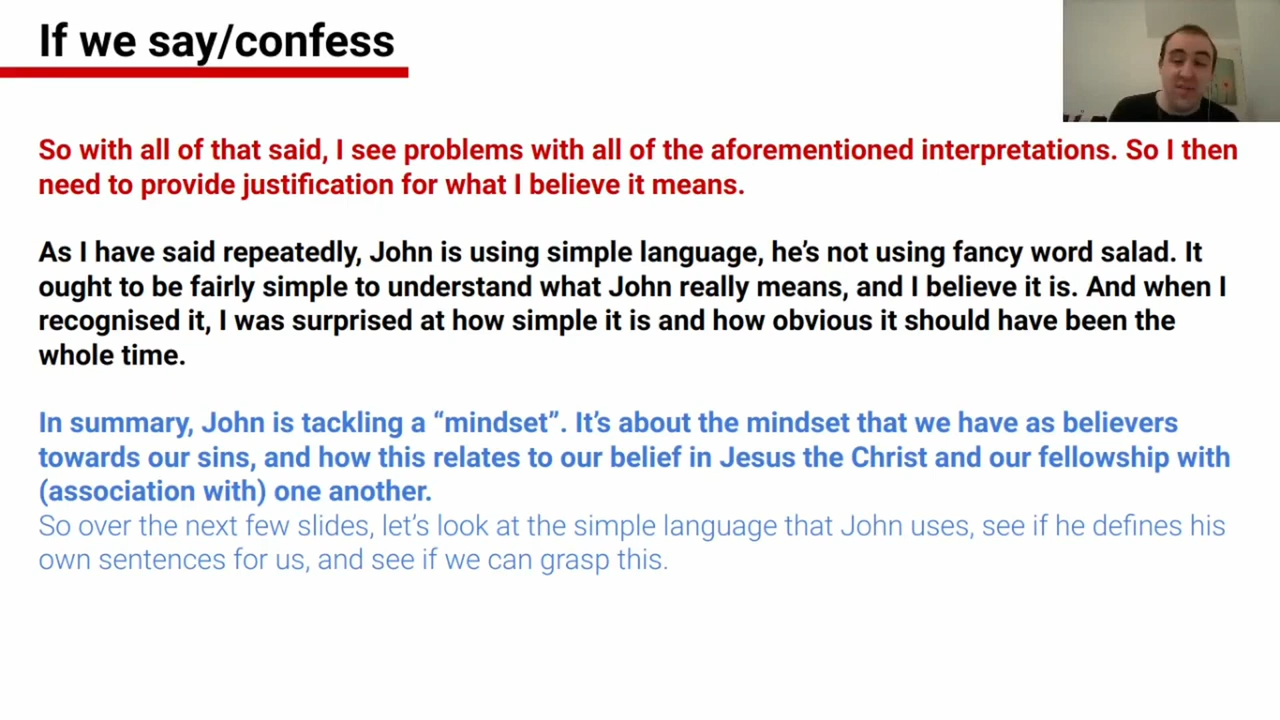 If we say/confess
So with all of that said, I see problems with all of the aforementioned interpretations. So I then
need to provide justification for what I believe it means.
As I have said repeatedly, John is using simple language, he’s not using fancy word salad. It
ought to be fairly simple to understand what John really means, and I believe it is. And when I
recognised it, I was surprised at how simple it is and how obvious it should have been the
whole time.
In summary, John is tackling a “mindset”. It’s about the mindset that we have as believers
towards our sins, and how this relates to our belief in Jesus the Christ and our fellowship with
(association with) one another.
So over the next few slides, let’s look at the simple language that John uses, see if he defines his
own sentences for us, and see if we can grasp this.